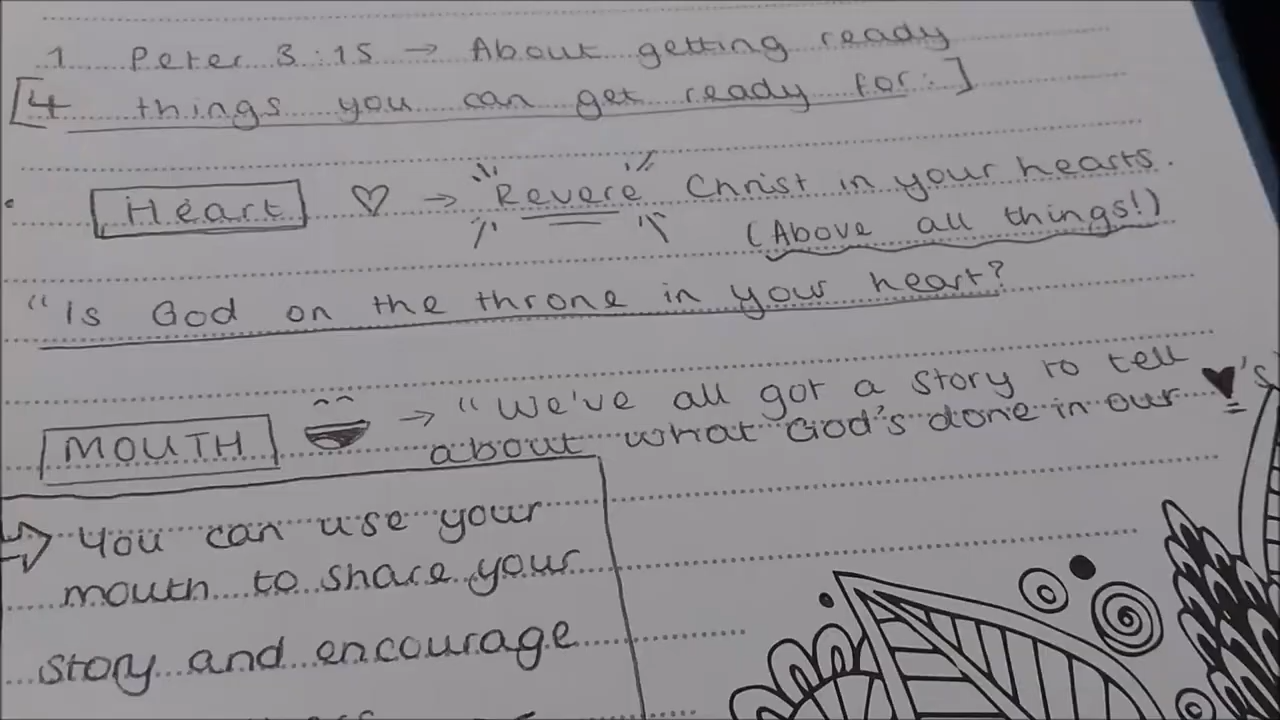 1 Peter 3:15 → About getting ready
[4 things you can get ready for:]
Heart ♡ → Revere Christ in your hearts.
(Above all things!)
"Is God on the throne in your heart?
MOUTH → "We've all got a story to tell
about what God's done in our ♥'s
⇒ You can use your
mouth to share your
story and encourage